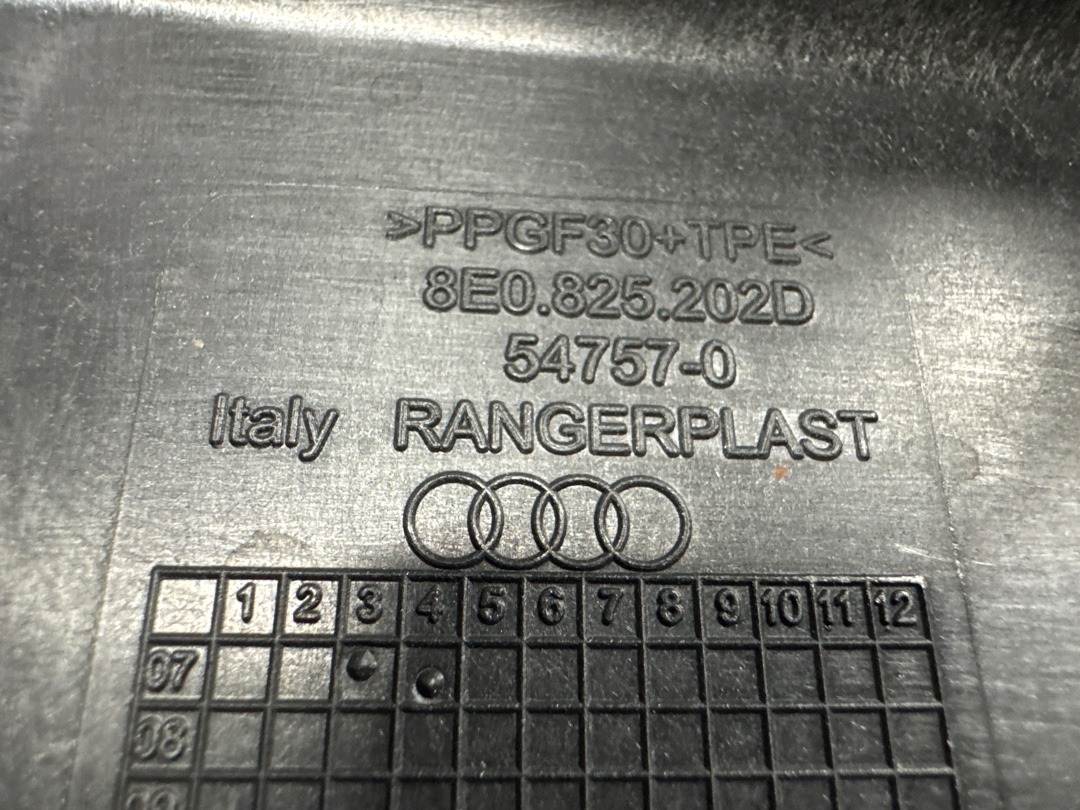 >PPGF30+TPE<
8E0.825.202D
54757-0
Italy RANGERPLAST
1 2 3 4 5 6 7 8 9 10 11 12
07
08